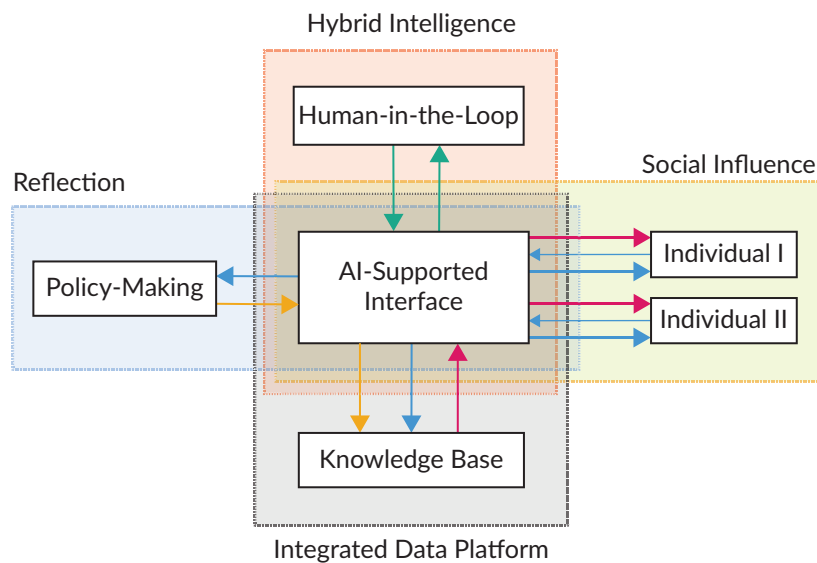 Hybrid Intelligence
Human-in-the-Loop
Social Influence
Reflection
AI-Supported
Interface
Individual I
Policy-Making
Individual II
Knowledge Base
Integrated Data Platform